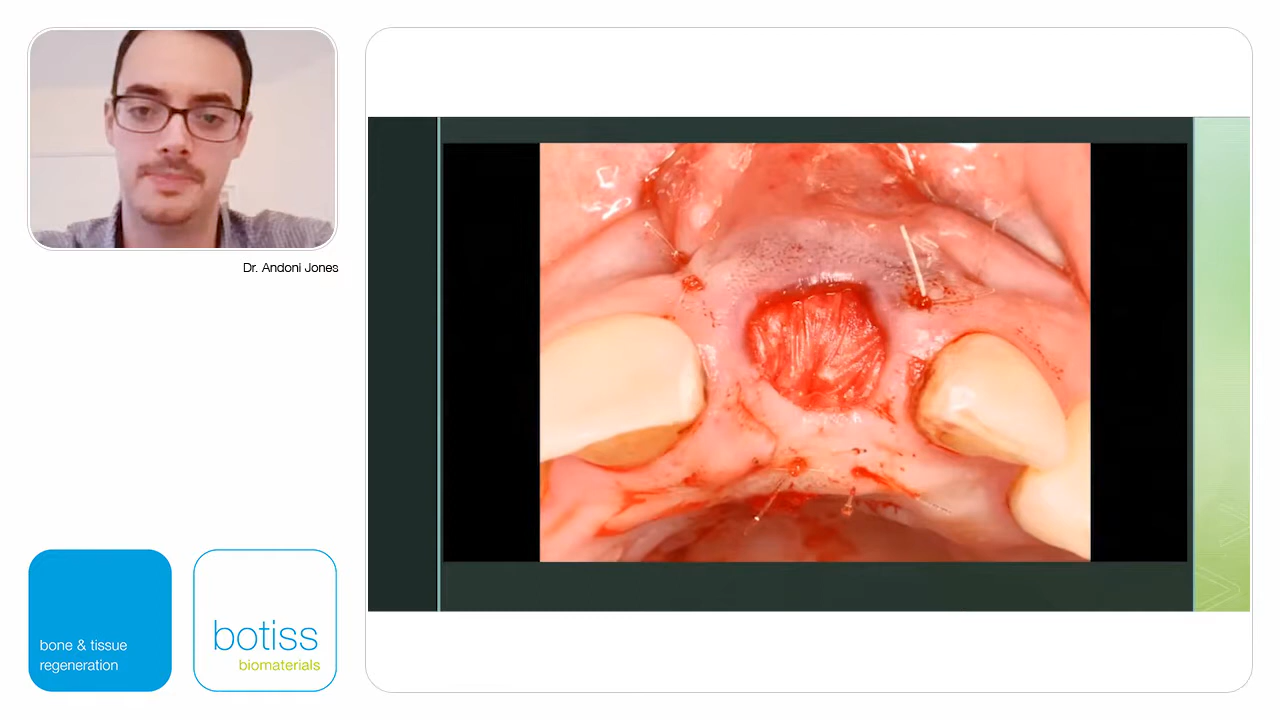 Dr. Andoni Jones
bone & tissue
regeneration
botiss
biomaterials